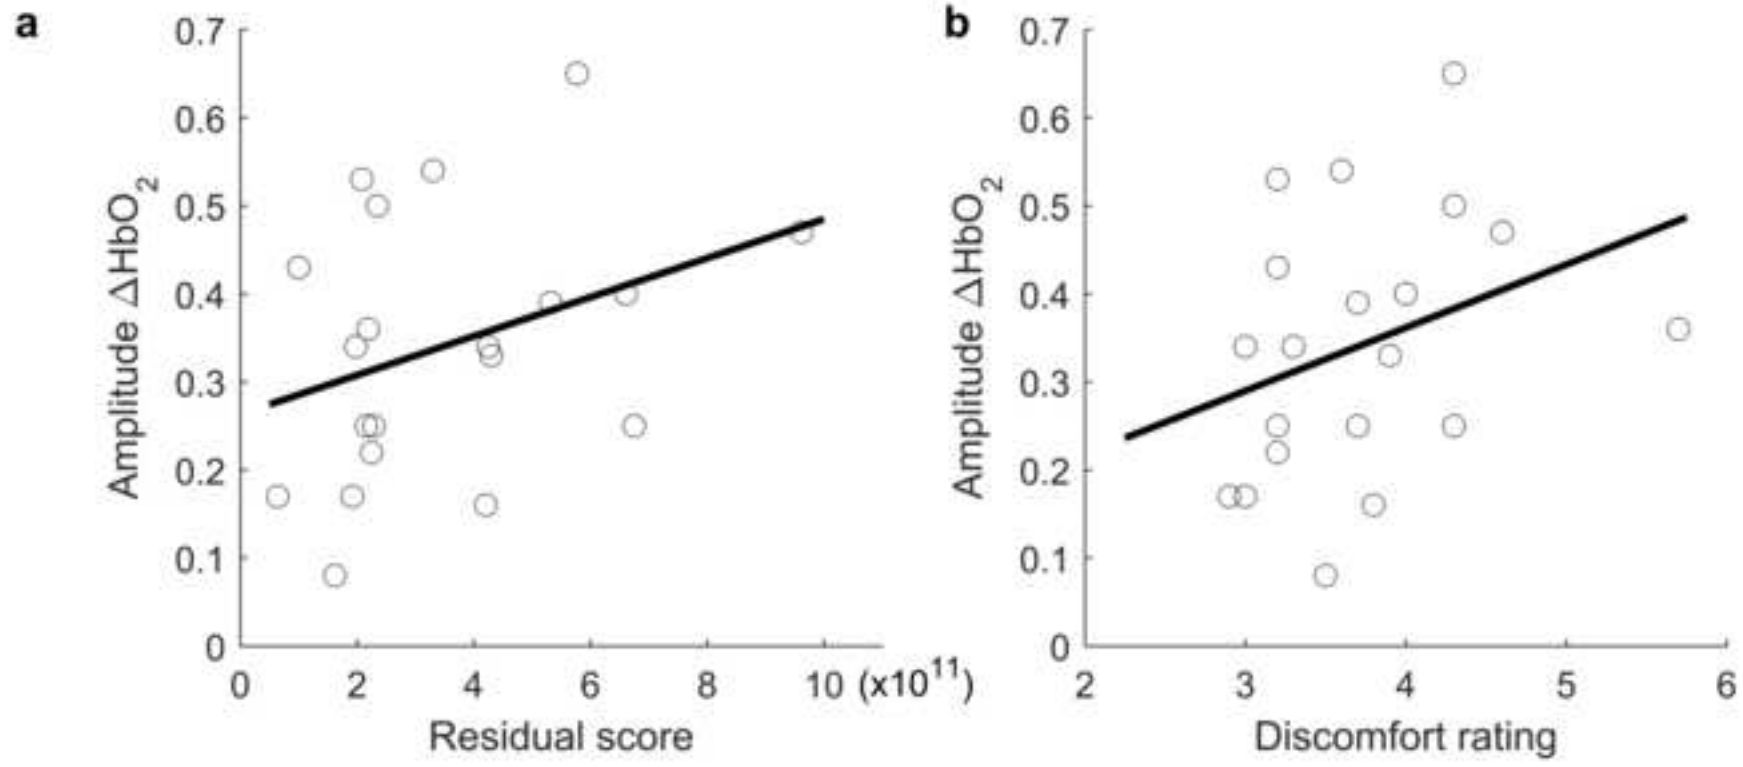 a
0.7
0.6
0.5
0.4
0.3
0.2
0.1
0
Amplitude ΔHbO₂
0 2 4 6 8 10 (x10¹¹)
Residual score
b
0.7
0.6
0.5
0.4
0.3
0.2
0.1
0
Amplitude ΔHbO₂
2 3 4 5 6
Discomfort rating